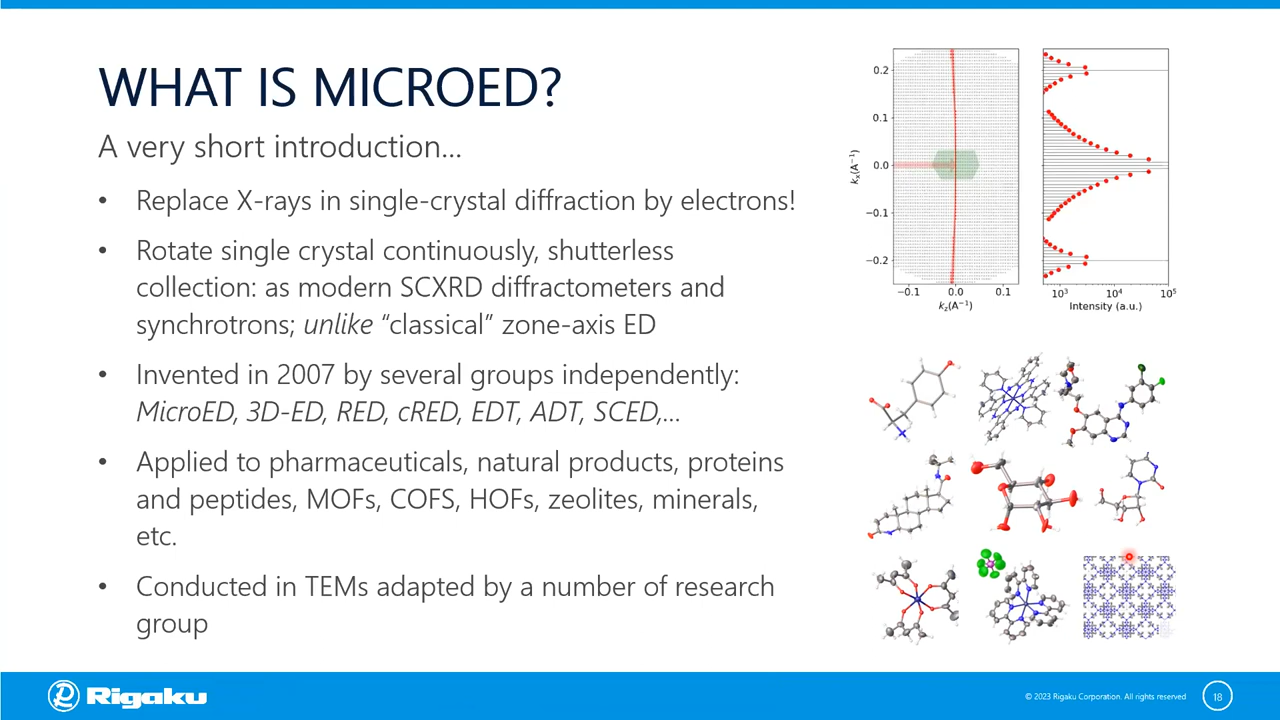 WHAT IS MICROED?
A very short introduction...
• Replace X-rays in single-crystal diffraction by electrons!
• Rotate single crystal continuously, shutterless
collection: as modern SCXRD diffractometers and
synchrotrons; unlike “classical” zone-axis ED
• Invented in 2007 by several groups independently:
MicroED, 3D-ED, RED, cRED, EDT, ADT, SCED,...
• Applied to pharmaceuticals, natural products, proteins
and peptides, MOFs, COFS, HOFs, zeolites, minerals,
etc.
• Conducted in TEMs adapted by a number of research
group
kₓ(A⁻¹)
0.2
0.1
0.0
−0.1
−0.2
−0.1 0.0 0.1
k_z(A⁻¹)
10³ 10⁴ 10⁵
Intensity (a.u.)
Rigaku
© 2023 Rigaku Corporation. All rights reserved
18